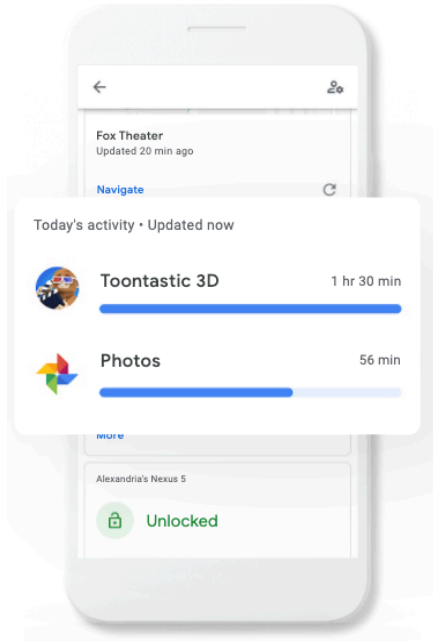 Fox Theater
Updated 20 min ago
Navigate
Today's activity • Updated now
Toontastic 3D 1 hr 30 min
Photos 56 min
More
Alexandria's Nexus 5
Unlocked